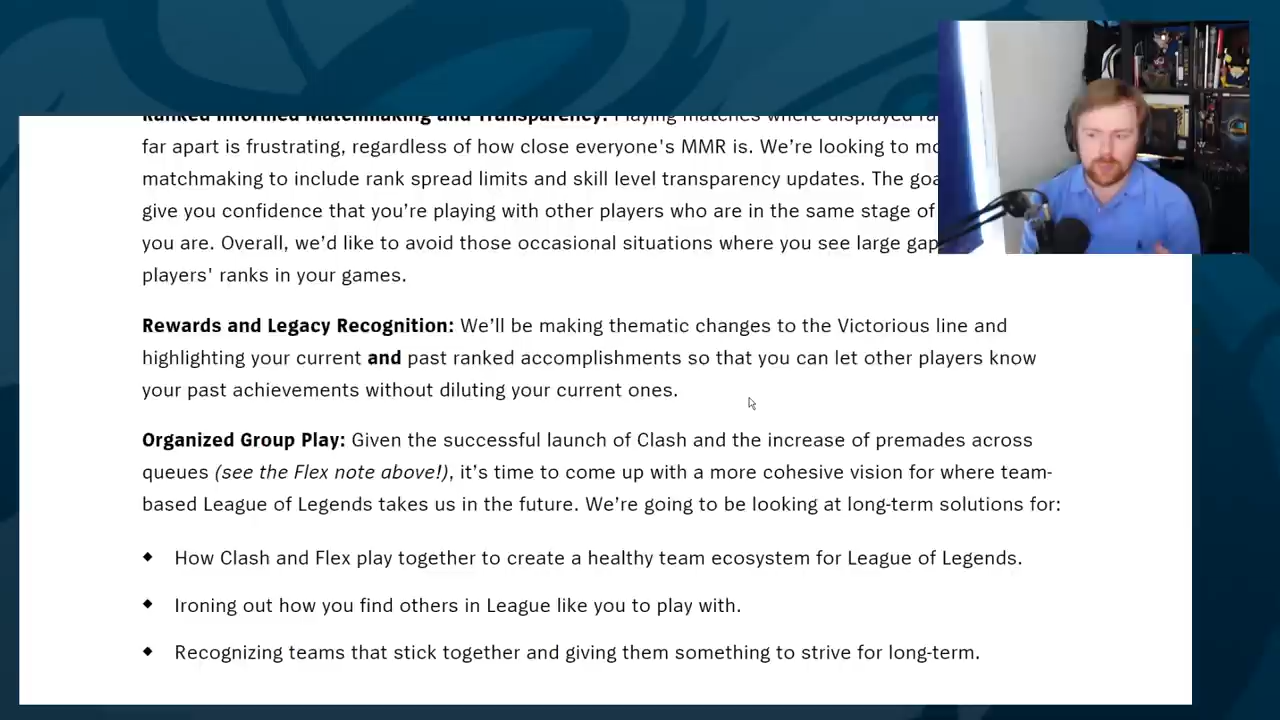 Ranked Informed Matchmaking and Transparency: Playing matches where displayed
far apart is frustrating, regardless of how close everyone's MMR is. We're looking to
matchmaking to include rank spread limits and skill level transparency updates. The
give you confidence that you're playing with other players who are in the same stage of
you are. Overall, we'd like to avoid those occasional situations where you see large
players' ranks in your games.
Rewards and Legacy Recognition: We'll be making thematic changes to the Victorious line and
highlighting your current and past ranked accomplishments so that you can let other players know
your past achievements without diluting your current ones.
Organized Group Play: Given the successful launch of Clash and the increase of premades across
queues (see the Flex note above!), it's time to come up with a more cohesive vision for where team-
based League of Legends takes us in the future. We're going to be looking at long-term solutions for:
◆ How Clash and Flex play together to create a healthy team ecosystem for League of Legends.
◆ Ironing out how you find others in League like you to play with.
◆ Recognizing teams that stick together and giving them something to strive for long-term.